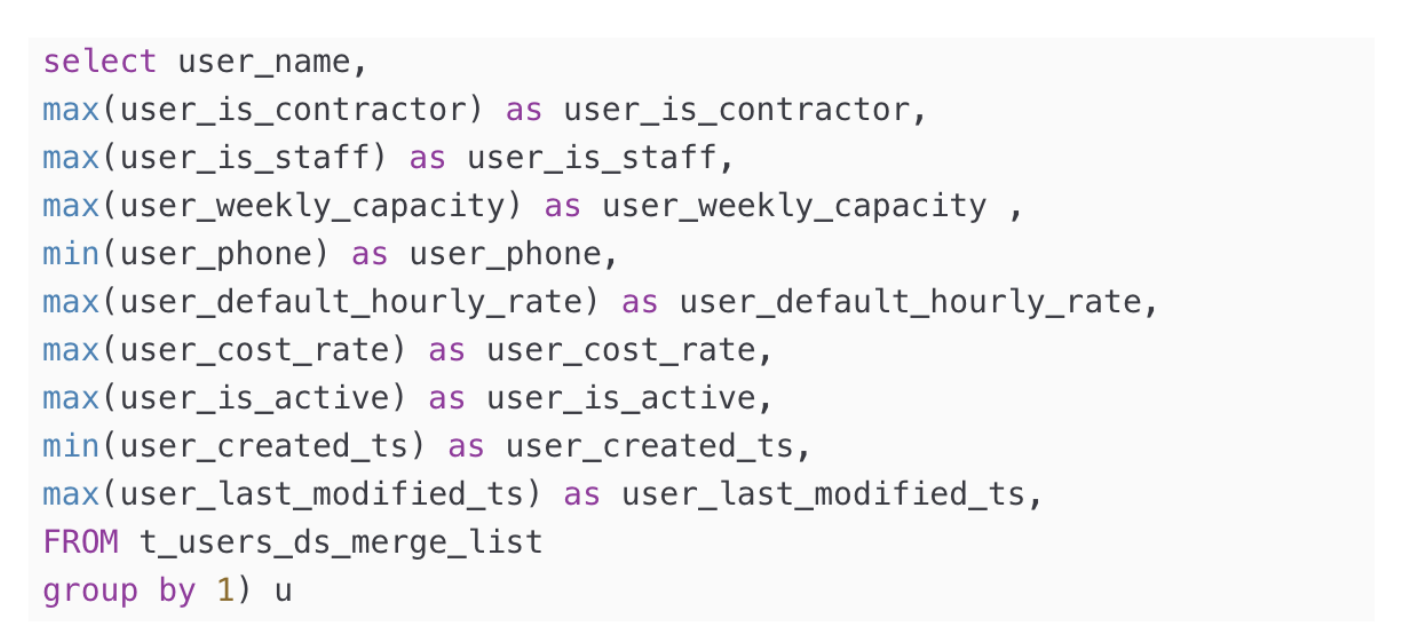 select user_name,
max(user_is_contractor) as user_is_contractor,
max(user_is_staff) as user_is_staff,
max(user_weekly_capacity) as user_weekly_capacity ,
min(user_phone) as user_phone,
max(user_default_hourly_rate) as user_default_hourly_rate,
max(user_cost_rate) as user_cost_rate,
max(user_is_active) as user_is_active,
min(user_created_ts) as user_created_ts,
max(user_last_modified_ts) as user_last_modified_ts,
FROM t_users_ds_merge_list
group by 1) u